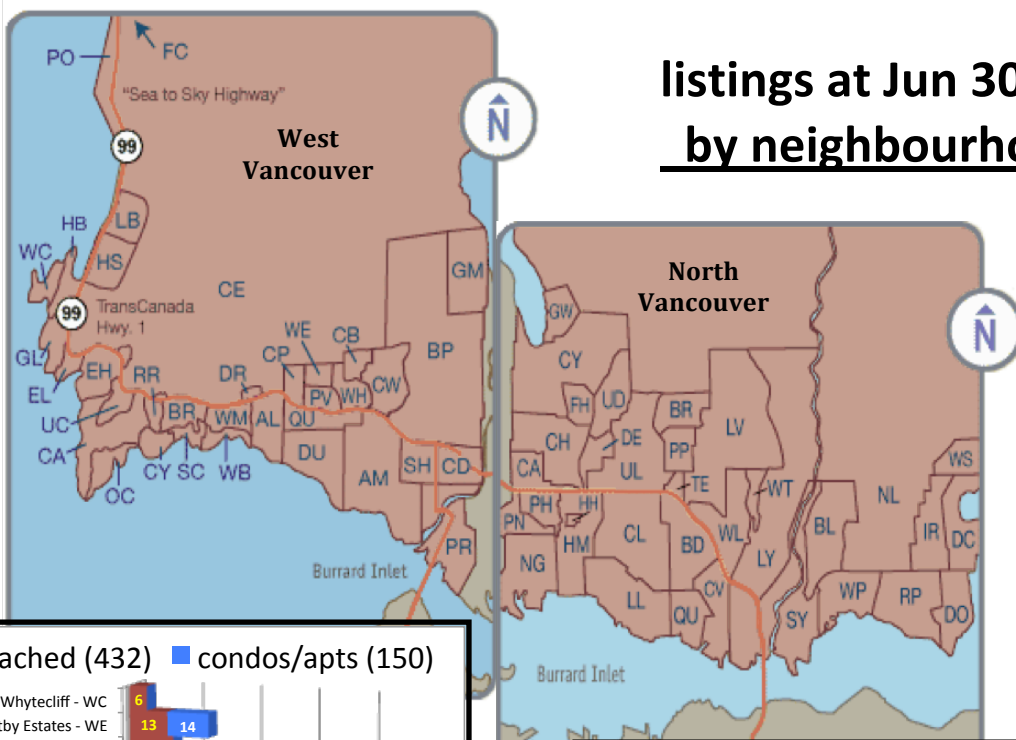 listings at Jun 30
by neighbourho
PO
FC
"Sea to Sky Highway"
99
West
Vancouver
N
HB
LB
WC
HS
GM
CE
99
TransCanada
Hwy. 1
WE
CB
CP
BP
GL
EH
RR
DR
PV
WH
CW
EL
BR
WM
AL
QU
UC
CA
OC
CY
SC
WB
DU
AM
SH
CD
PR
Burrard Inlet
North
Vancouver
N
GW
CY
FH
UD
BR
LV
CH
DE
PP
WS
CA
UL
TE
WT
NL
PH
HH
PN
HM
CL
BD
WL
BL
IR
DC
NG
LY
LL
QU
CV
SY
WP
RP
DO
Burrard Inlet
ached (432) condos/apts (150)
Whytecliff - WC 6
tby Estates - WE 13 14